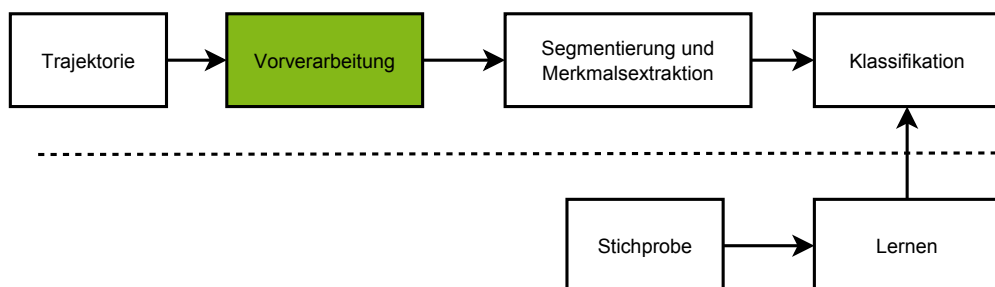 Trajektorie
Vorverarbeitung
Segmentierung und
Merkmalsextraktion
Klassifikation
Stichprobe
Lernen